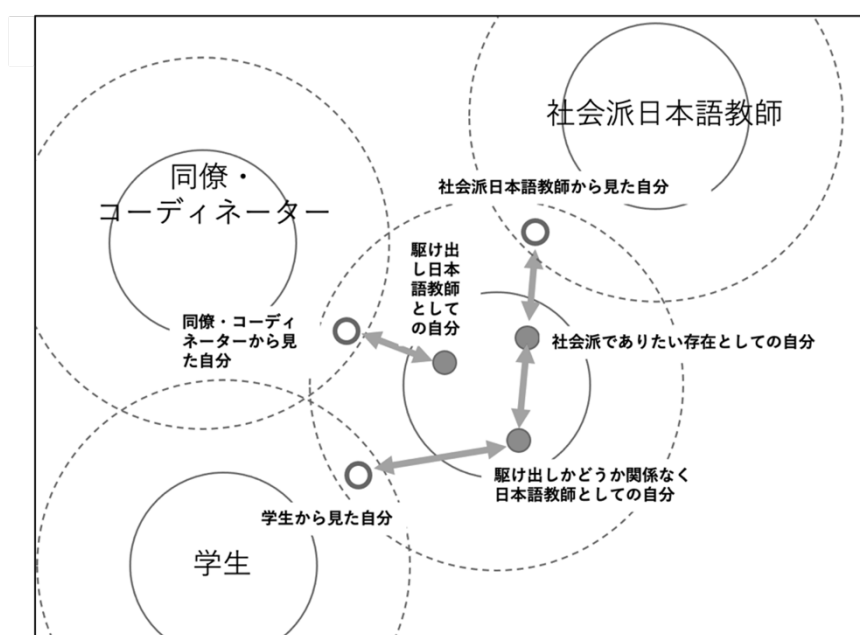 社会派日本語教師
同僚・
コーディネーター
社会派日本語教師から見た自分
駆け出
し日本
語教師
としての
の自分
同僚・コーディ
ネーターから見
た自分
社会派でありたい存在としての自分
駆け出しかどうか関係なく
日本語教師としての自分
学生から見た自分
学生